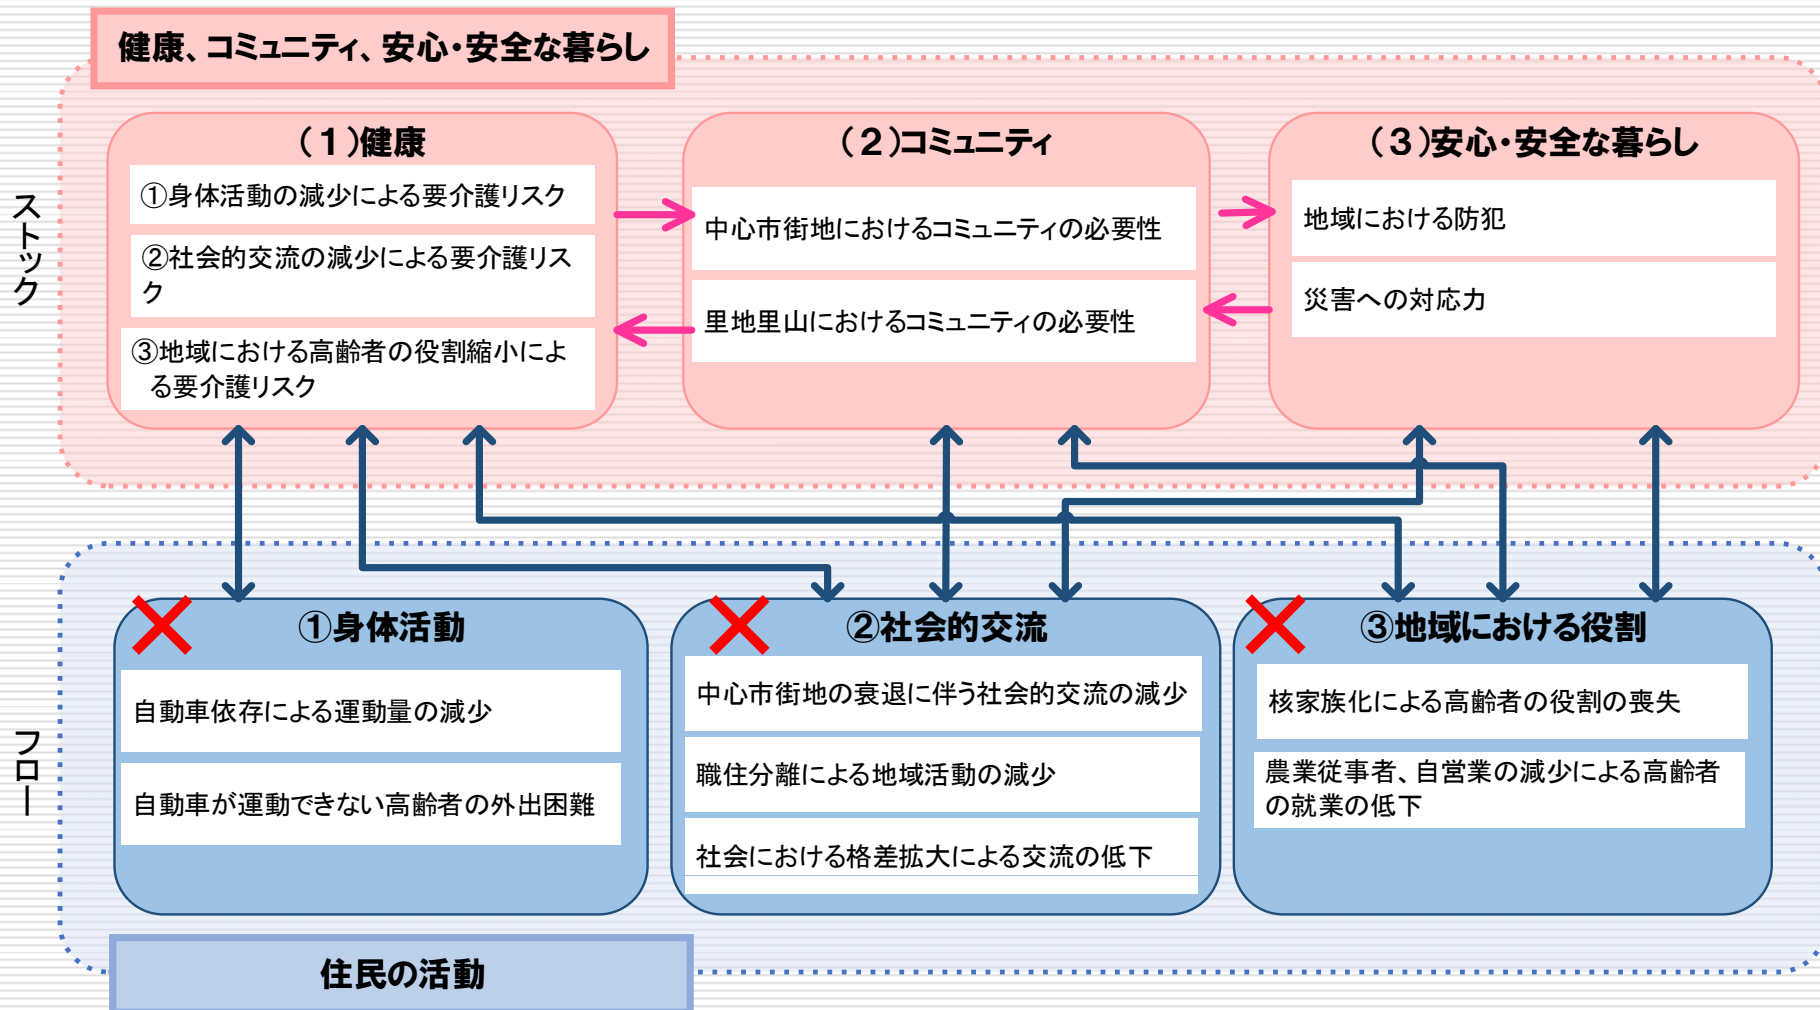 健康、コミュニティ、安心・安全な暮らし
ストック
(１)健康
①身体活動の減少による要介護リスク
②社会的交流の減少による要介護リス
ク
③地域における高齢者の役割縮小によ
る要介護リスク
(２)コミュニティ
中心市街地におけるコミュニティの必要性
里地里山におけるコミュニティの必要性
(３)安心・安全な暮らし
地域における防犯
災害への対応力
フロー
①身体活動
自動車依存による運動量の減少
自動車が運動できない高齢者の外出困難
②社会的交流
中心市街地の衰退に伴う社会的交流の減少
職住分離による地域活動の減少
社会における格差拡大による交流の低下
③地域における役割
核家族化による高齢者の役割の喪失
農業従事者、自営業の減少による高齢者
の就業の低下
住民の活動